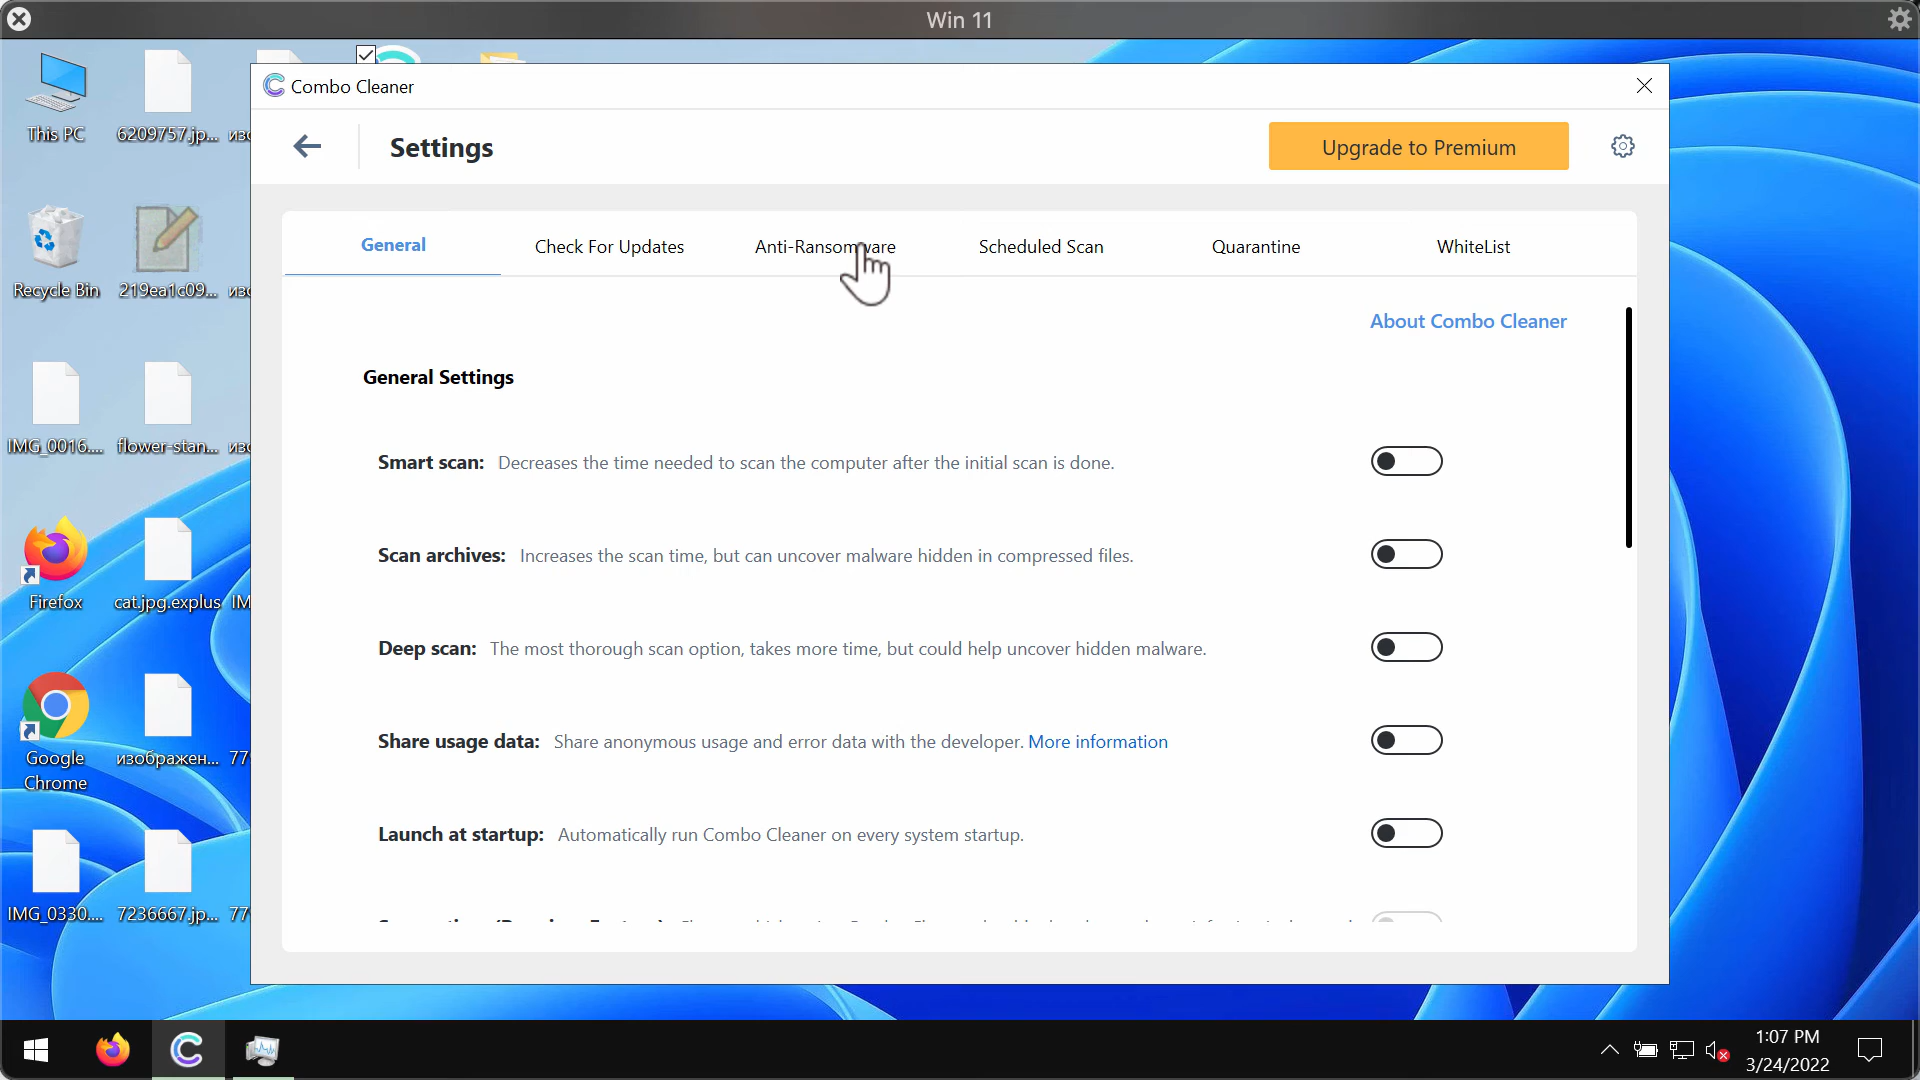 Win 11
This PC
6209757.jp...
изо
Combo Cleaner
Settings
Upgrade to Premium
General
Check For Updates
Anti-Ransomware
Scheduled Scan
Quarantine
WhiteList
Recycle Bin
219ea1c09...
изо
About Combo Cleaner
General Settings
IMG_0016....
flower-stan...
изо
Smart scan: Decreases the time needed to scan the computer after the initial scan is done.
Scan archives: Increases the scan time, but can uncover malware hidden in compressed files.
Firefox
cat.jpg.explus
IM
Deep scan: The most thorough scan option, takes more time, but could help uncover hidden malware.
Share usage data: Share anonymous usage and error data with the developer. More information
Google
Chrome
изображен...
77
Launch at startup: Automatically run Combo Cleaner on every system startup.
IMG_0330....
7236667.jp...
77
1:07 PM
3/24/2022